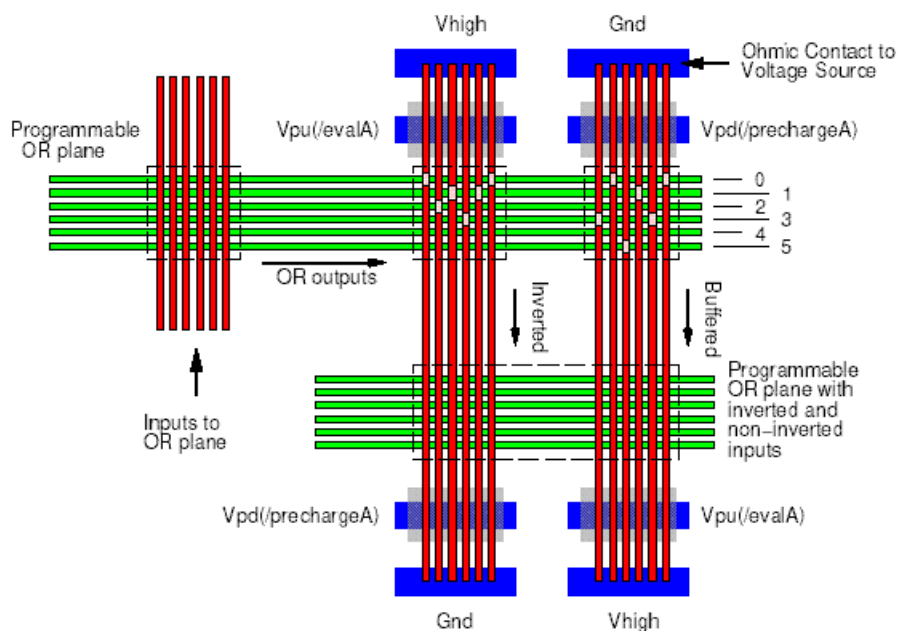 Vhigh
Gnd
Ohmic Contact to
Voltage Source
Programmable
OR plane
Vpu(/evalA)
Vpd(/prechargeA)
0
1
2
3
4
5
OR outputs
Inverted
Buffered
Inputs to
OR plane
Programmable
OR plane with
inverted and
non-inverted
inputs
Vpd(/prechargeA)
Vpu(/evalA)
Gnd
Vhigh